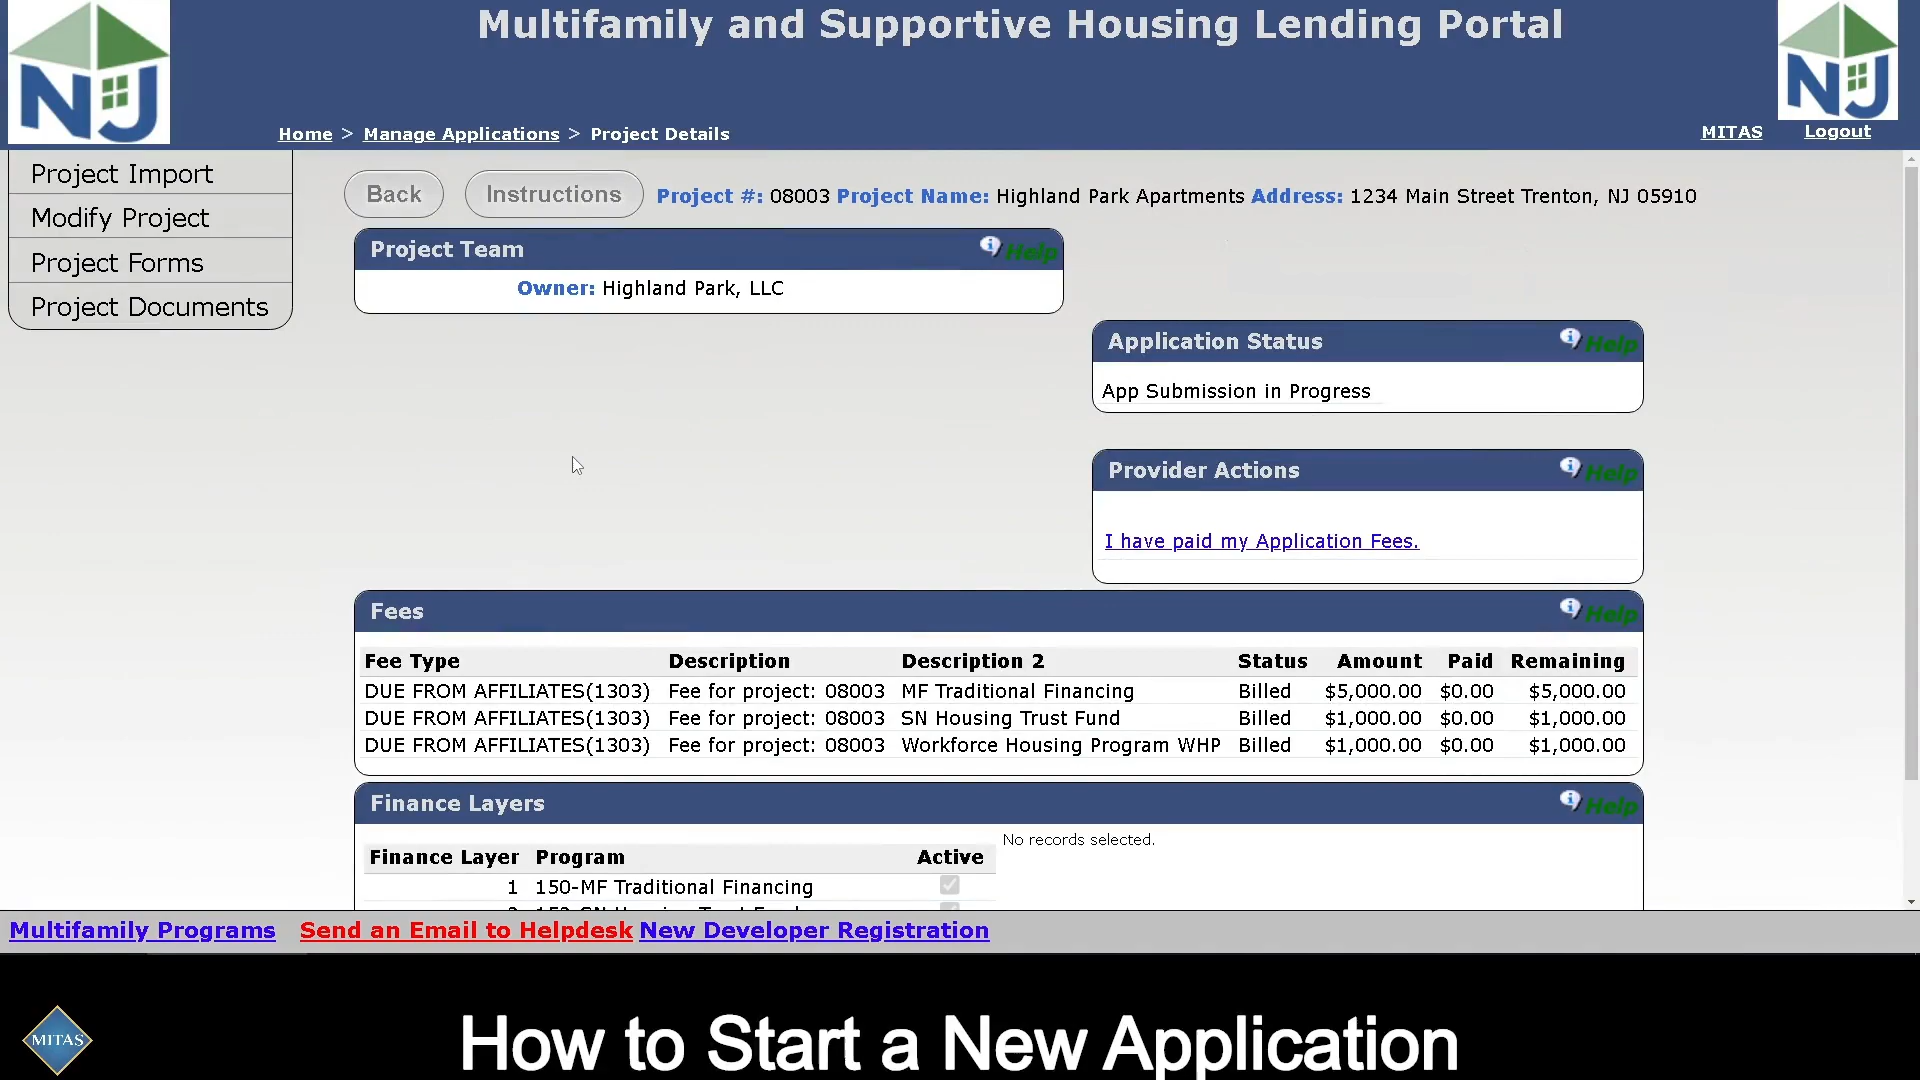 Multifamily and Supportive Housing Lending Portal
NJ
NJ
Home > Manage Applications > Project Details
MITAS Logout
Project Import
Modify Project
Project Forms
Project Documents
Back Instructions Project #: 08003 Project Name: Highland Park Apartments Address: 1234 Main Street Trenton, NJ 05910
Project Team Help
Owner: Highland Park, LLC
Application Status Help
App Submission in Progress
Provider Actions Help
I have paid my Application Fees.
Fees Help
Fee Type Description Description 2 Status Amount Paid Remaining
DUE FROM AFFILIATES(1303) Fee for project: 08003 MF Traditional Financing Billed $5,000.00 $0.00 $5,000.00
DUE FROM AFFILIATES(1303) Fee for project: 08003 SN Housing Trust Fund Billed $1,000.00 $0.00 $1,000.00
DUE FROM AFFILIATES(1303) Fee for project: 08003 Workforce Housing Program WHP Billed $1,000.00 $0.00 $1,000.00
Finance Layers Help
No records selected.
Finance Layer Program Active
1 150-MF Traditional Financing
Multifamily Programs Send an Email to Helpdesk New Developer Registration
MITAS
How to Start a New Application